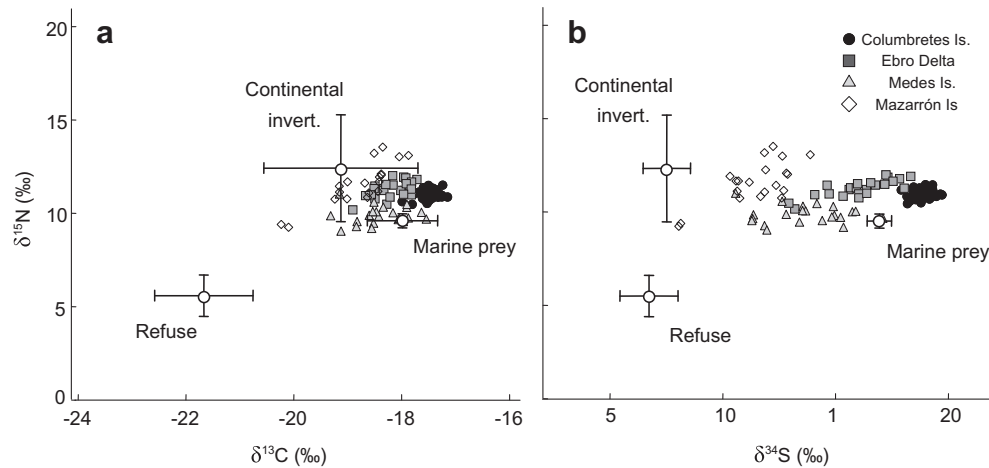 a
20
15
10
5
0
δ15N (‰)
Continental
invert.
Marine prey
Refuse
-24
-22
-20
-18
-16
δ13C (‰)
b
Columbretes Is.
Ebro Delta
Medes Is.
Mazarrón Is
Continental
invert.
Marine prey
Refuse
5
10
1
20
δ34S (‰)